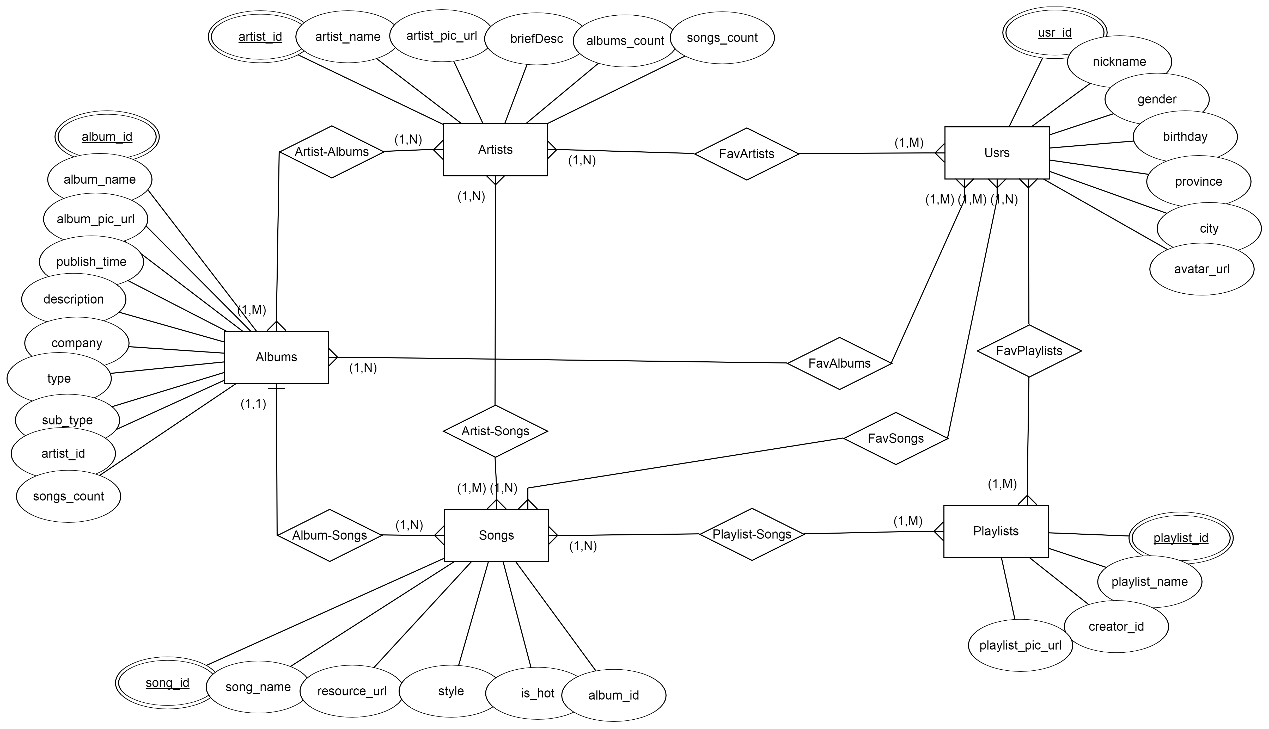 artist_id
artist_name
artist_pic_url
briefDesc
albums_count
songs_count
usr_id
nickname
gender
birthday
province
city
avatar_url
album_id
album_name
album_pic_url
publish_time
description
company
type
sub_type
artist_id
songs_count
Artist-Albums
(1,N)
Artists
(1,N)
FavArtists
(1,M)
Usrs
(1,N)
(1,M)
(1,M)
(1,N)
(1,M)
Albums
(1,N)
FavAlbums
FavPlaylists
(1,1)
Artist-Songs
FavSongs
(1,M)
(1,N)
(1,M)
Album-Songs
(1,N)
Songs
(1,N)
Playlist-Songs
(1,M)
Playlists
playlist_id
playlist_name
creator_id
playlist_pic_url
song_id
song_name
resource_url
style
is_hot
album_id